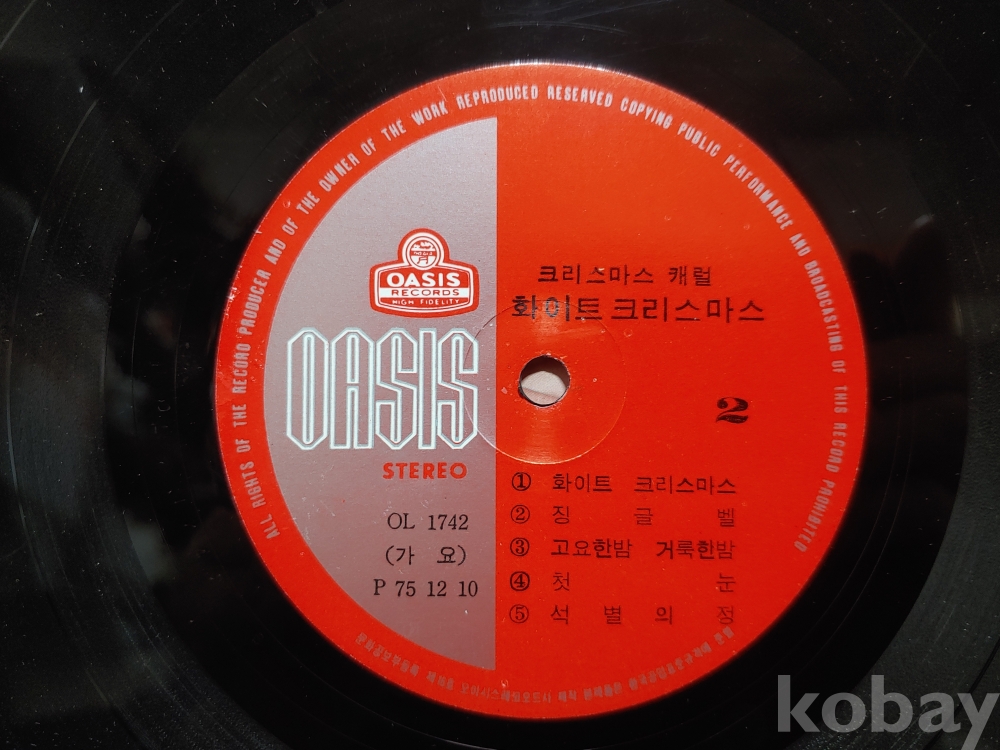 ALL RIGHTS OF THE RECORD PRODUCER AND OF THE OWNER OF THE WORK REPRODUCED RESERVED COPYING PUBLIC PERFORMANCE AND BROADCASTING OF THIS RECORD PROHIBITED
OASIS
RECORDS
HIGH FIDELITY
OASIS
STEREO
OL 1742
(가 요)
P 75 12 10
크리스마스 캐럴
화이트크리스마스
2
① 화이트 크리스마스
② 징 글 벨
③ 고요한밤 거룩한밤
④ 첫 눈
⑤ 석 별 의 정
kobay